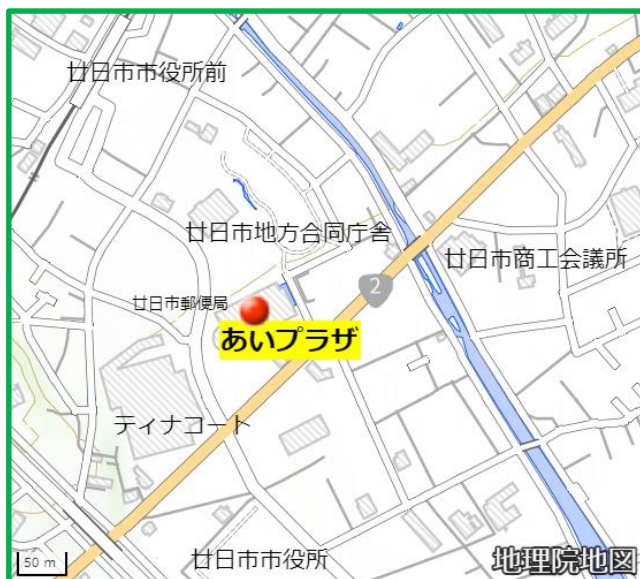 廿日市市役所前
廿日市地方合同庁舎
廿日市商工会議所
2
廿日市郵便局
あいプラザ
ティナコート
廿日市市役所
50 m
地理院地図